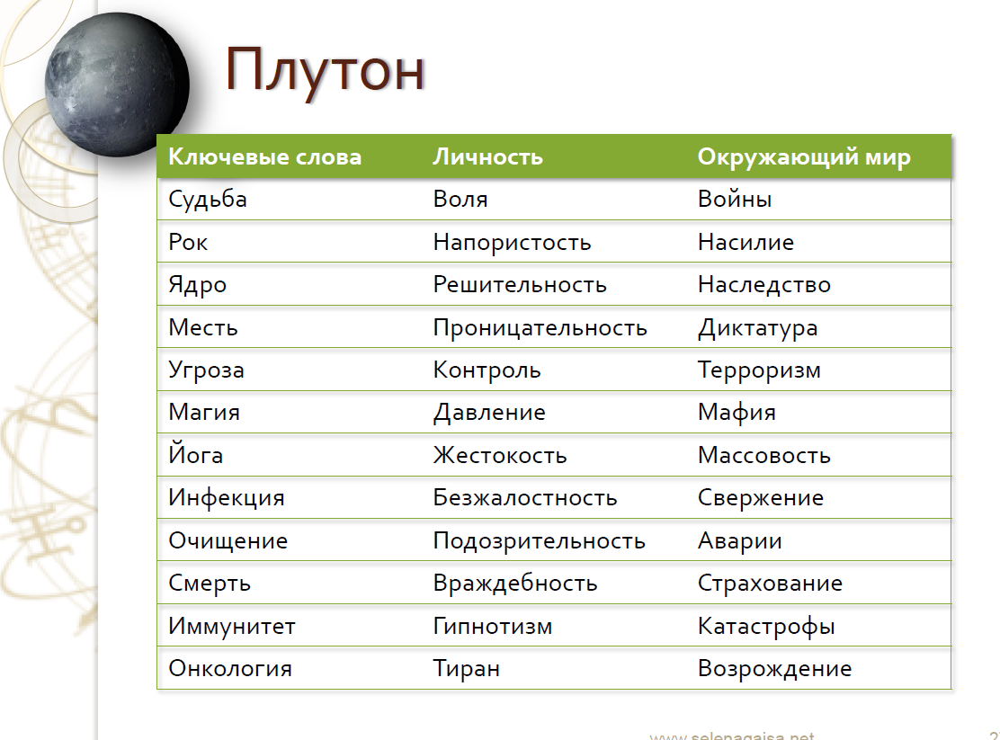 Плутон
Ключевые слова Личность Окружающий мир
Судьба Воля Войны
Рок Напористость Насилие
Ядро Решительность Наследство
Месть Проницательность Диктатура
Угроза Контроль Терроризм
Магия Давление Мафия
Йога Жестокость Массовость
Инфекция Безжалостность Свержение
Очищение Подозрительность Аварии
Смерть Враждебность Страхование
Иммунитет Гипнотизм Катастрофы
Онкология Тиран Возрождение